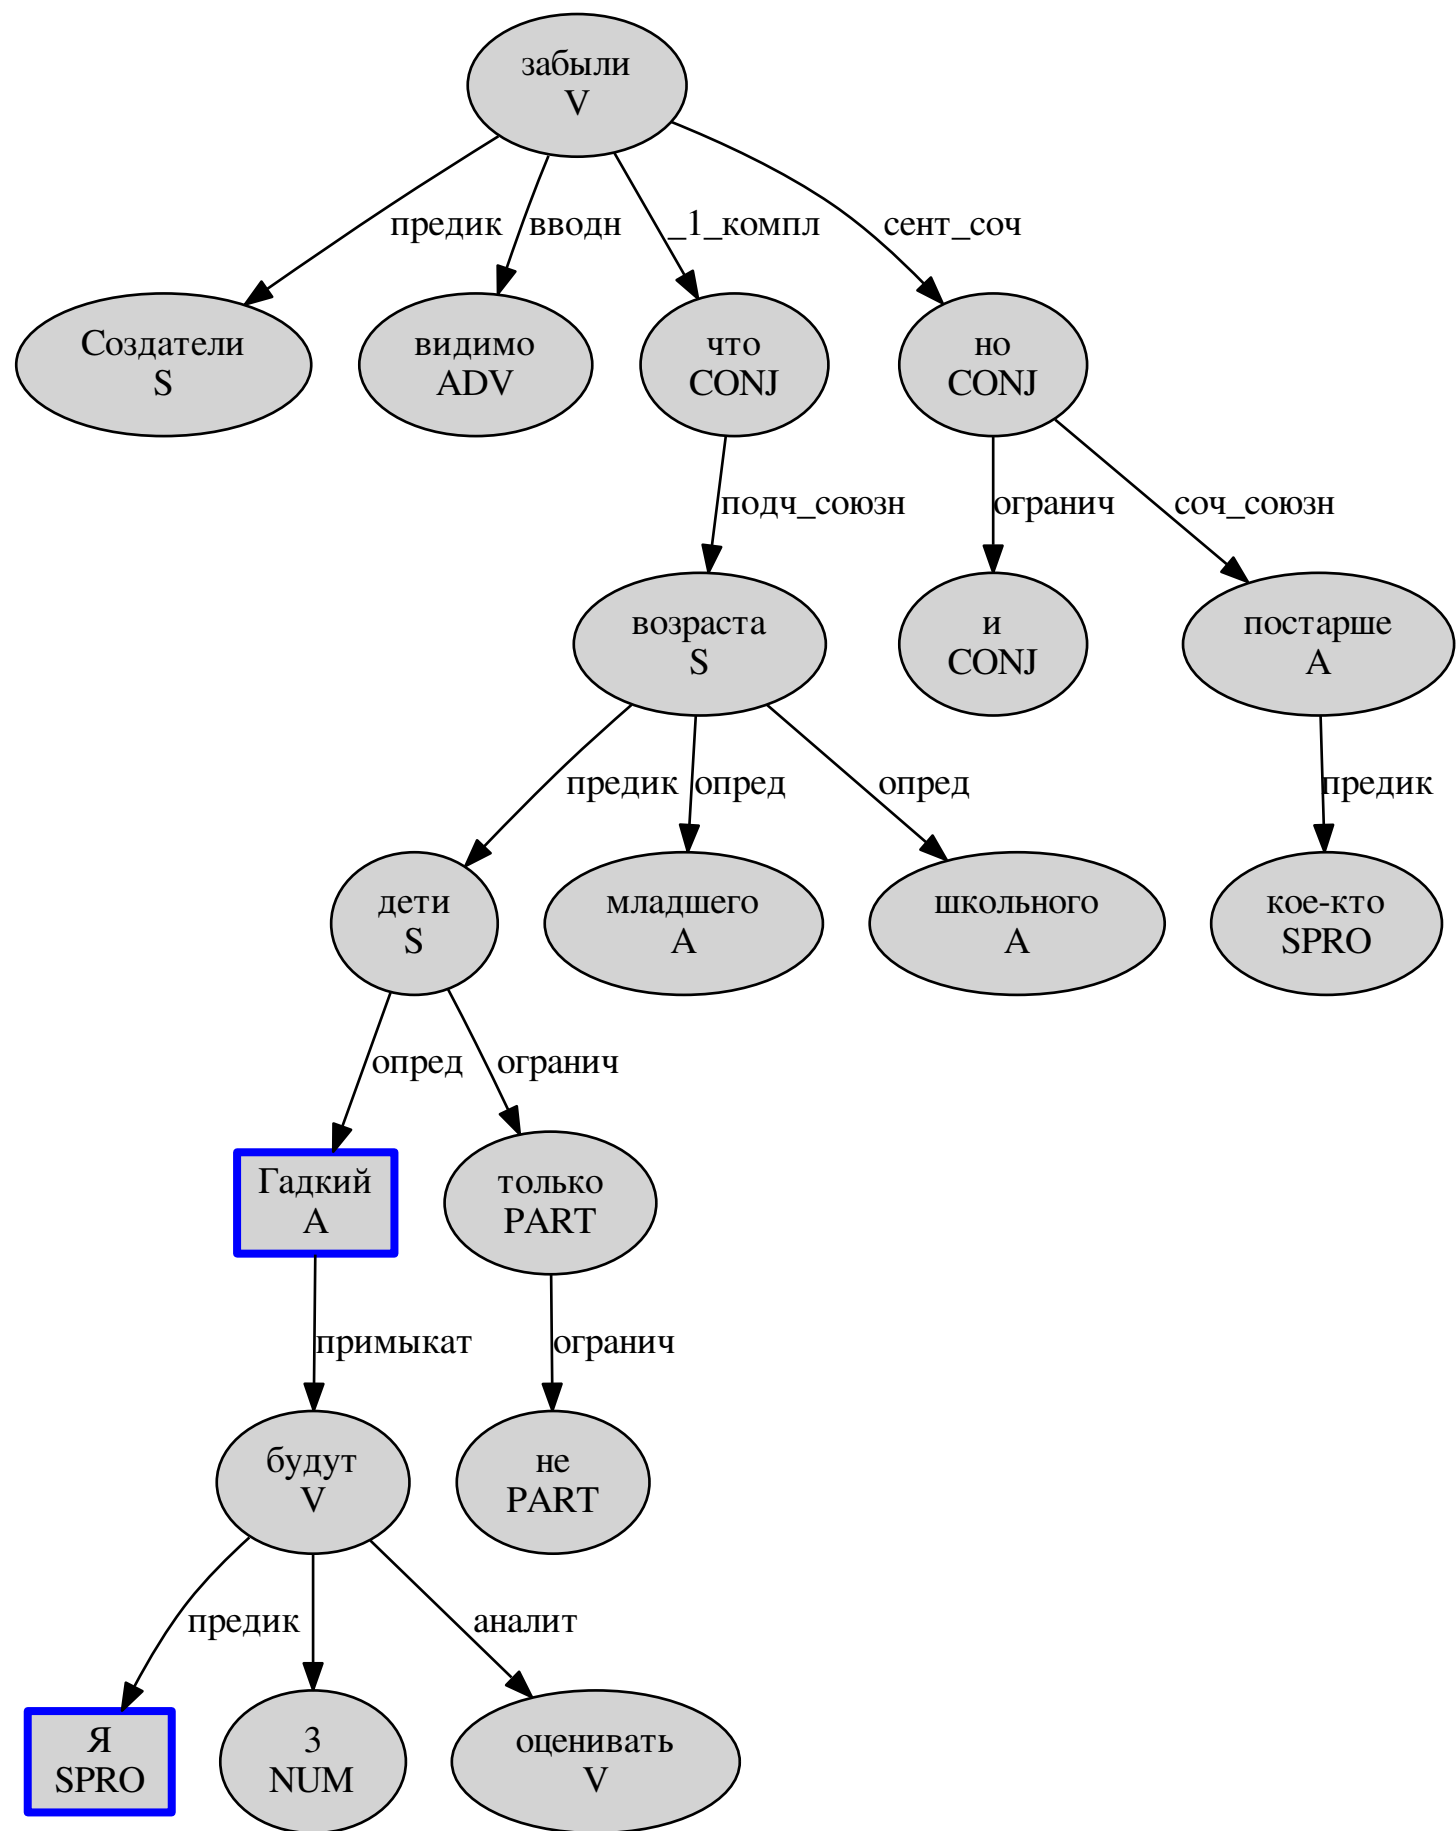 забыли
V
предик
вводн
_1_компл
сент_соч
Создатели
S
видимо
ADV
что
CONJ
но
CONJ
подч_союзн
огранич
соч_союзн
возраста
S
и
CONJ
постарше
A
предик
опред
опред
предик
дети
S
младшего
A
школьного
A
кое-кто
SPRO
опред
огранич
Гадкий
A
только
PART
примыкат
огранич
будут
V
не
PART
предик
аналит
Я
SPRO
3
NUM
оценивать
V